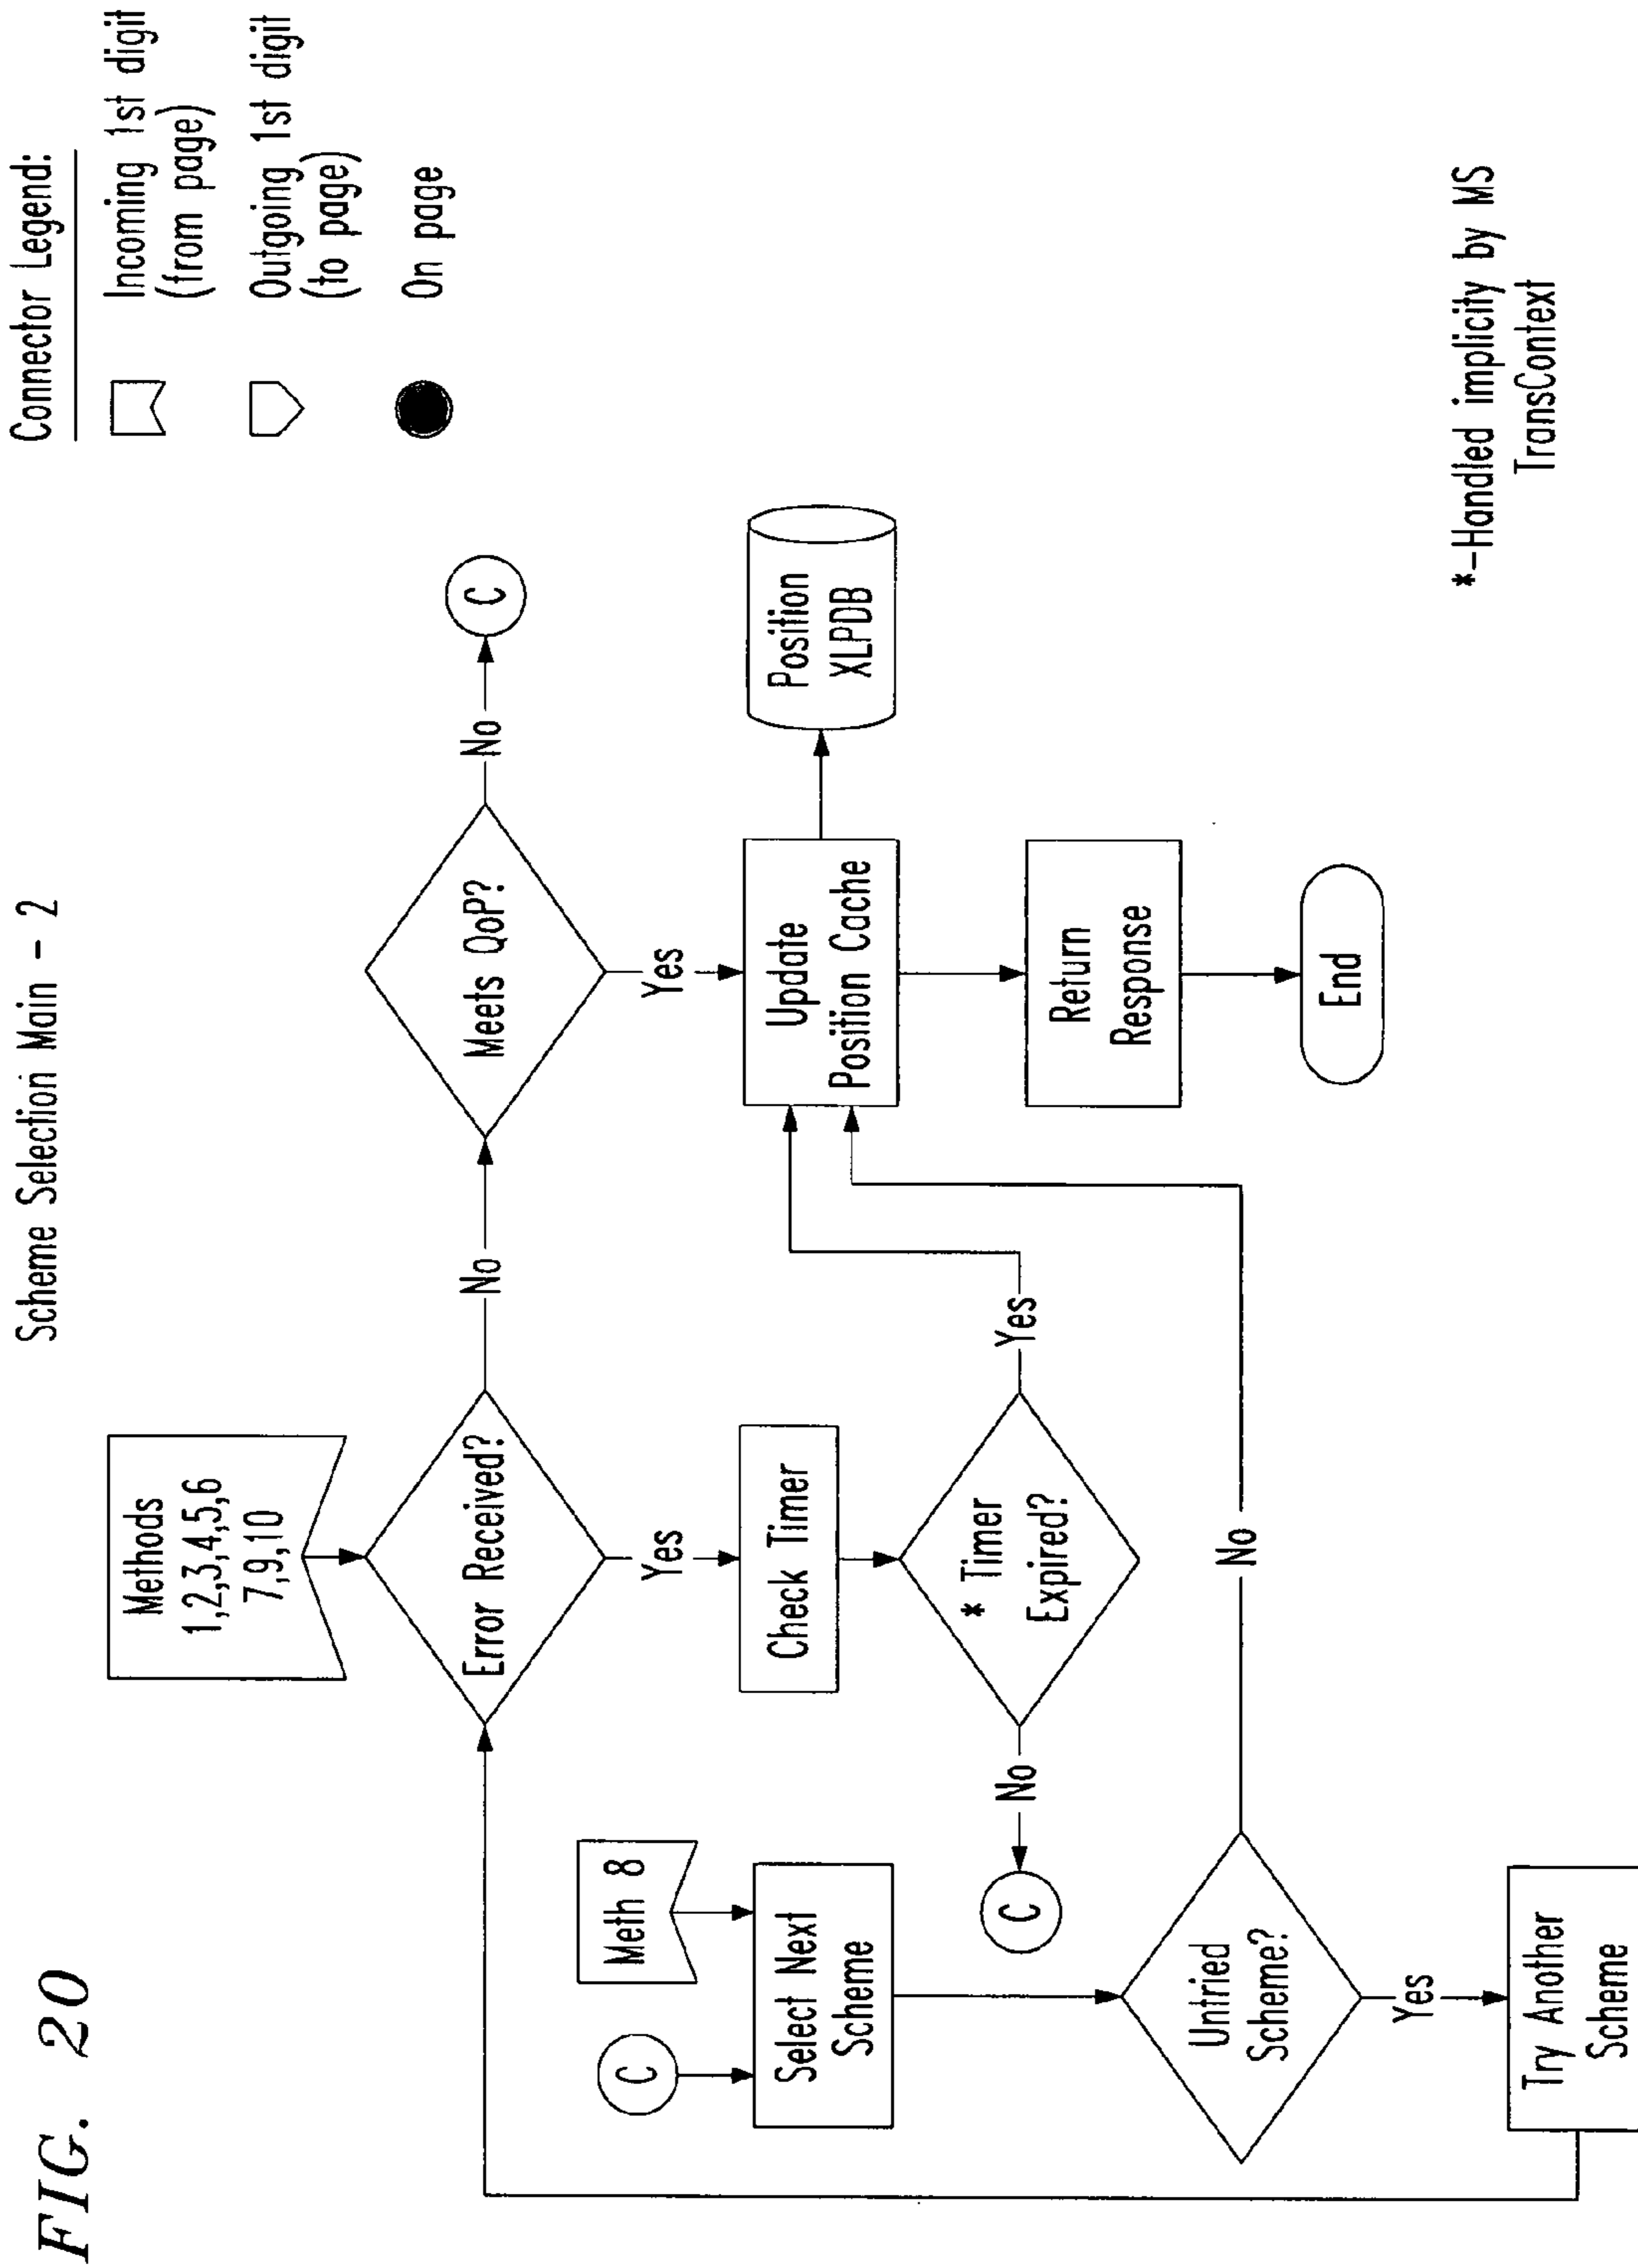 FIG. 20
Scheme Selection Main - 2
Connector Legend:
Incoming 1st digit
(from page)
Outgoing 1st digit
(to page)
On page
Methods
1,2,3,4,5,6
7,9,10
Error Received?
No
Meets QoP?
No
C
Yes
Yes
Meth 8
C
Select Next
Scheme
Check Timer
Update
Position Cache
Position
XLPDB
* Timer
Expired?
No
C
Yes
Return
Response
Untried
Scheme?
No
Yes
End
Try Another
Scheme
*-Handled implicity by MS
TransContext